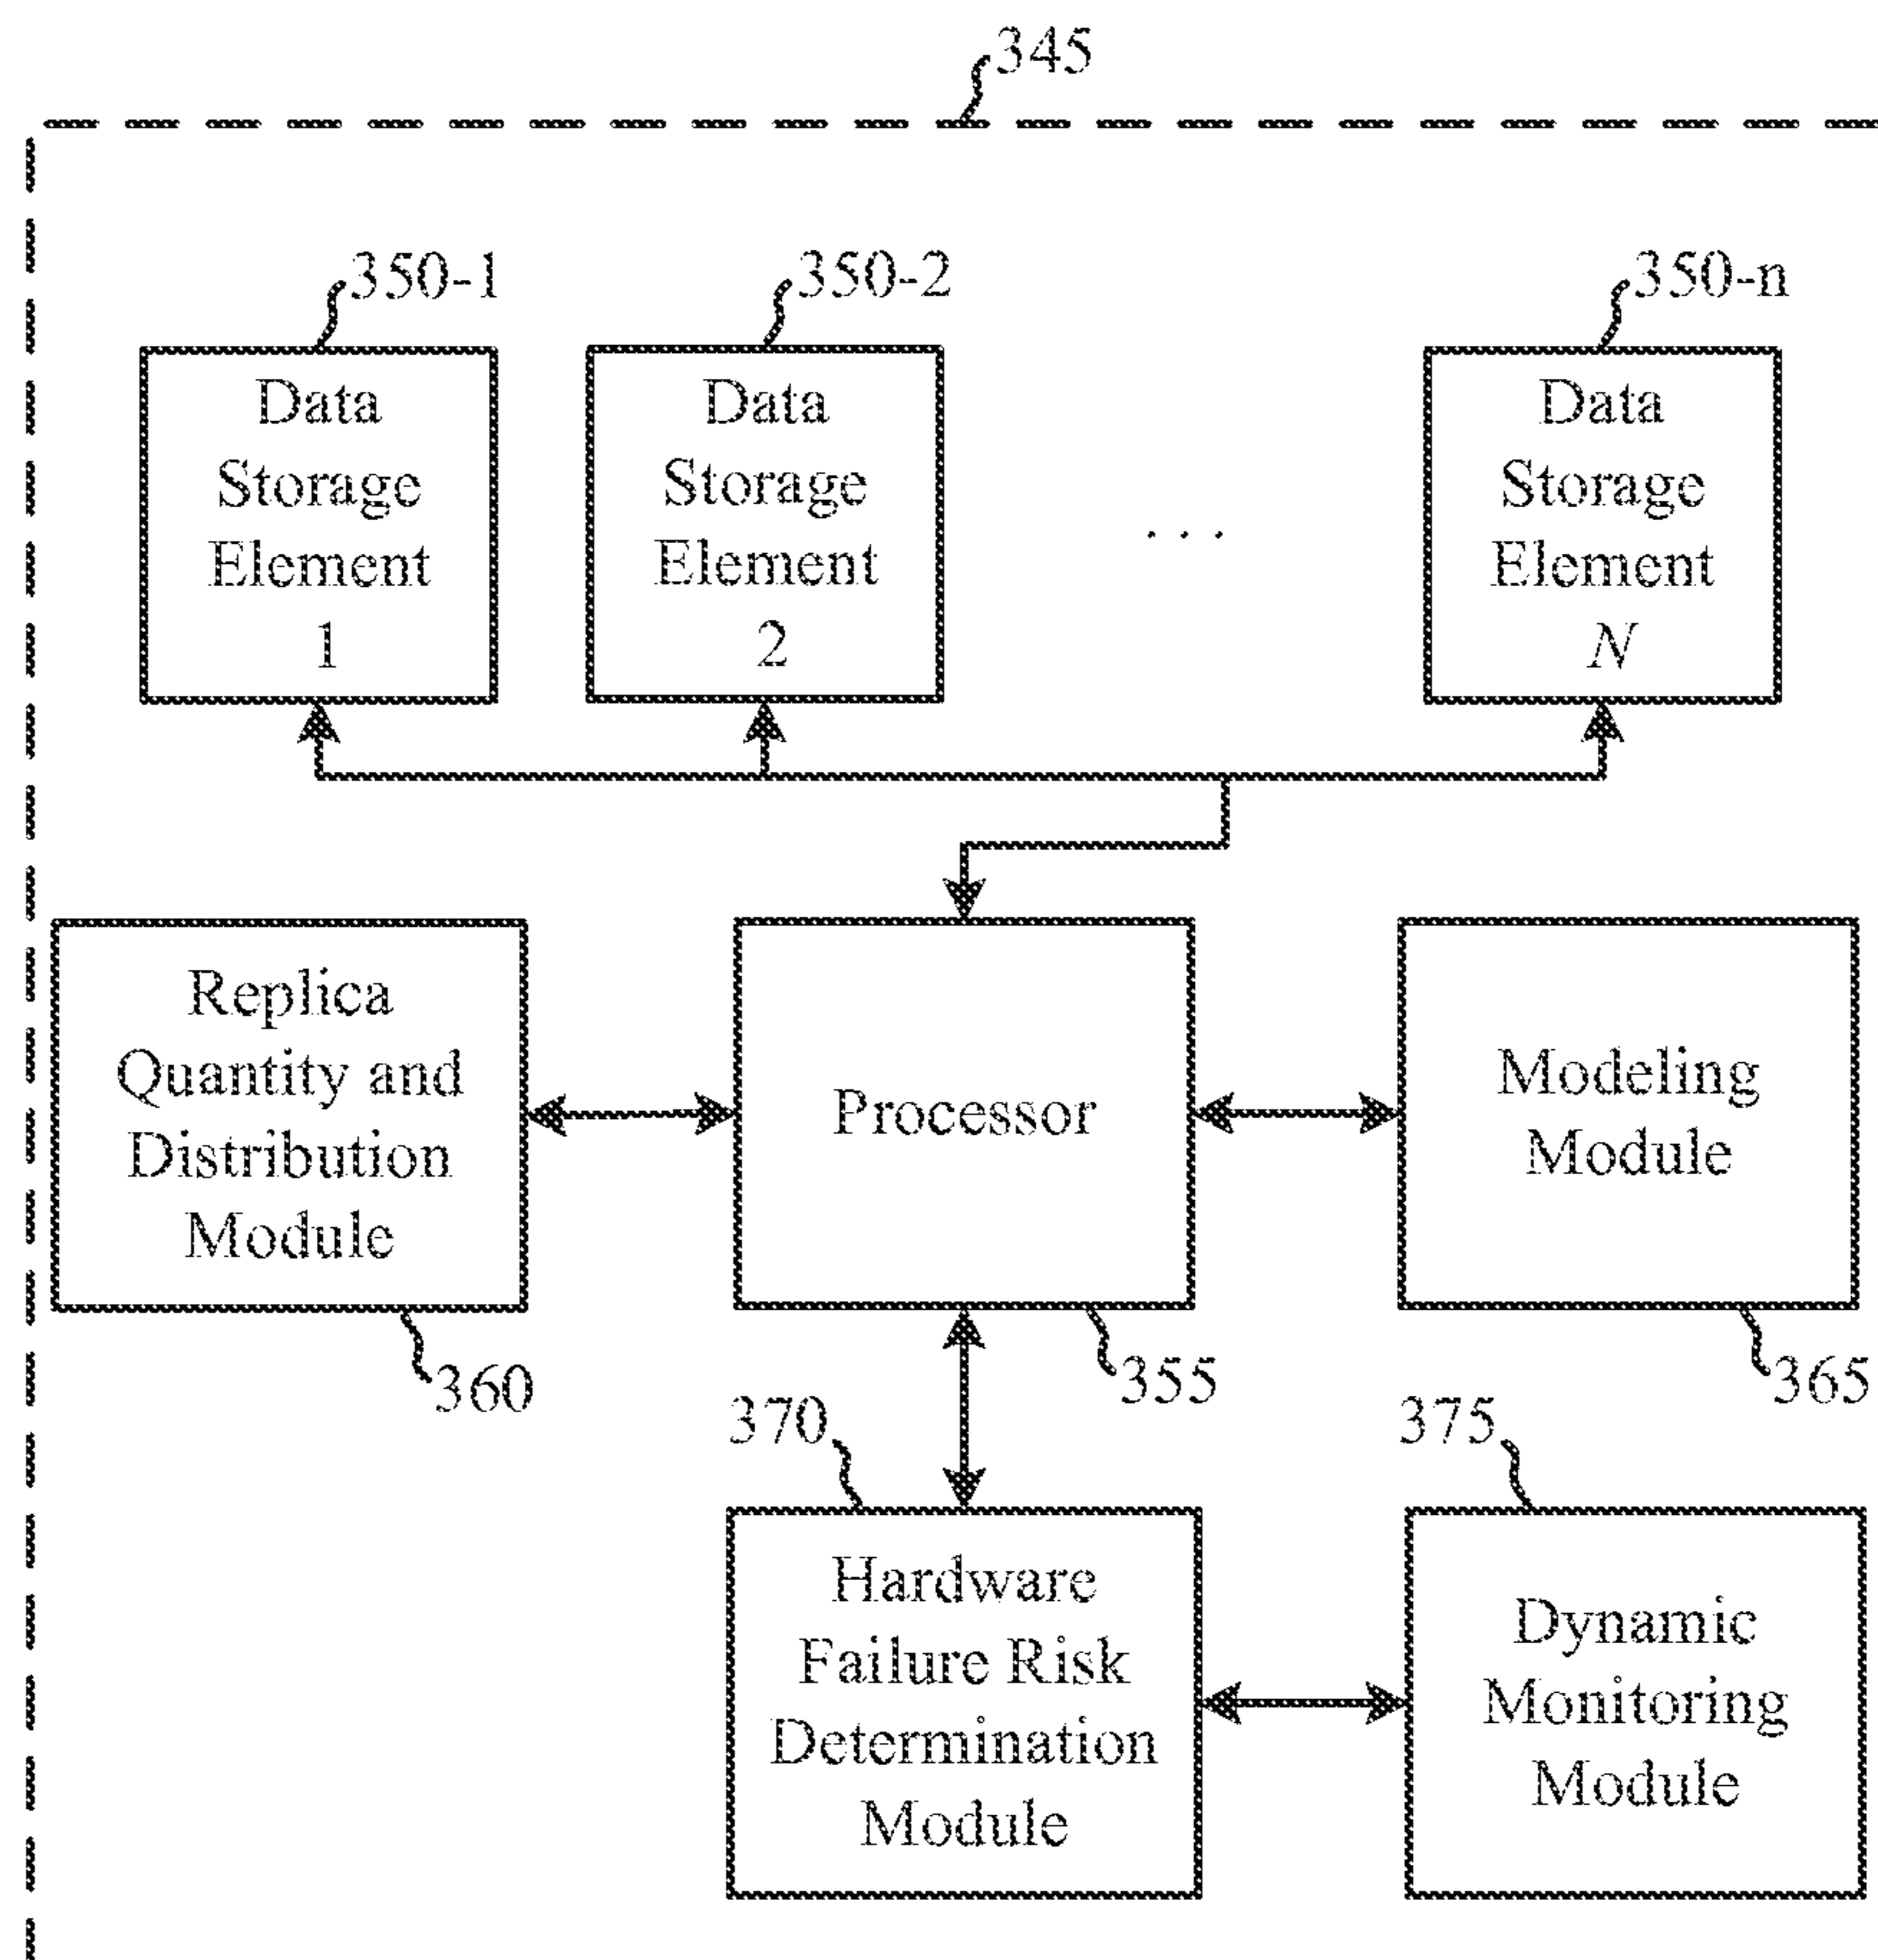 345
350-1
350-2
350-n
Data
Storage
Element
1
Data
Storage
Element
2
. . .
Data
Storage
Element
N
Replica
Quantity and
Distribution
Module
Processor
Modeling
Module
360
355
365
370
375
Hardware
Failure Risk
Determination
Module
Dynamic
Monitoring
Module